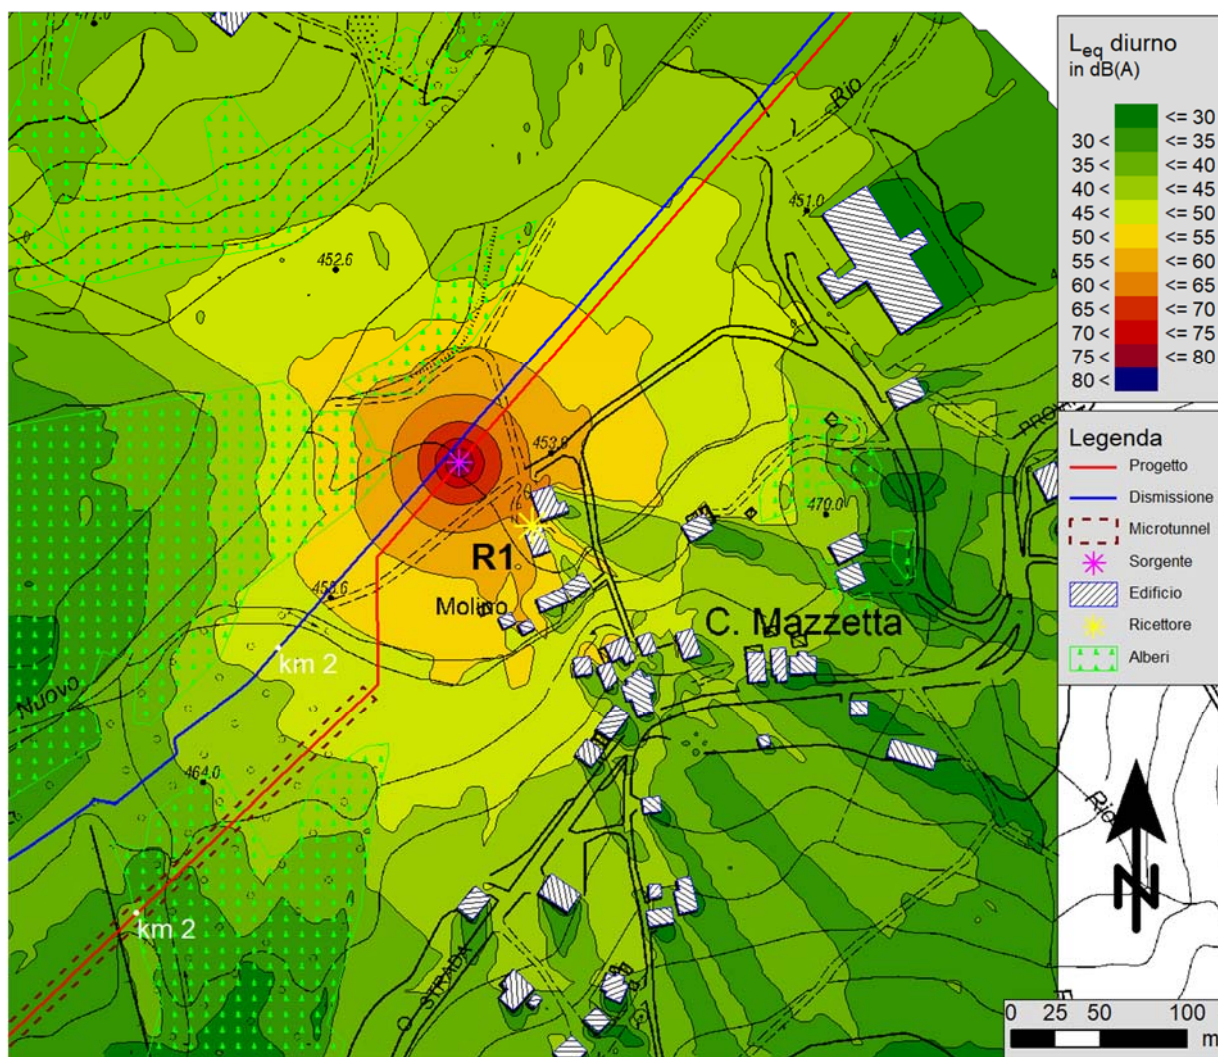 452.6
Rio
451.0
453.8
R1
Molino
C. Mazzetta
470.0
km 2
Nuovo
464.0
km 2
STRADA
Leq diurno
in dB(A)
<= 30
30 < <= 35
35 < <= 40
40 < <= 45
45 < <= 50
50 < <= 55
55 < <= 60
60 < <= 65
65 < <= 70
70 < <= 75
75 < <= 80
80 <
Legenda
Progetto
Dismissione
Microtunnel
Sorgente
Edificio
Ricettore
Alberi
Rio
N
0 25 50 100
m